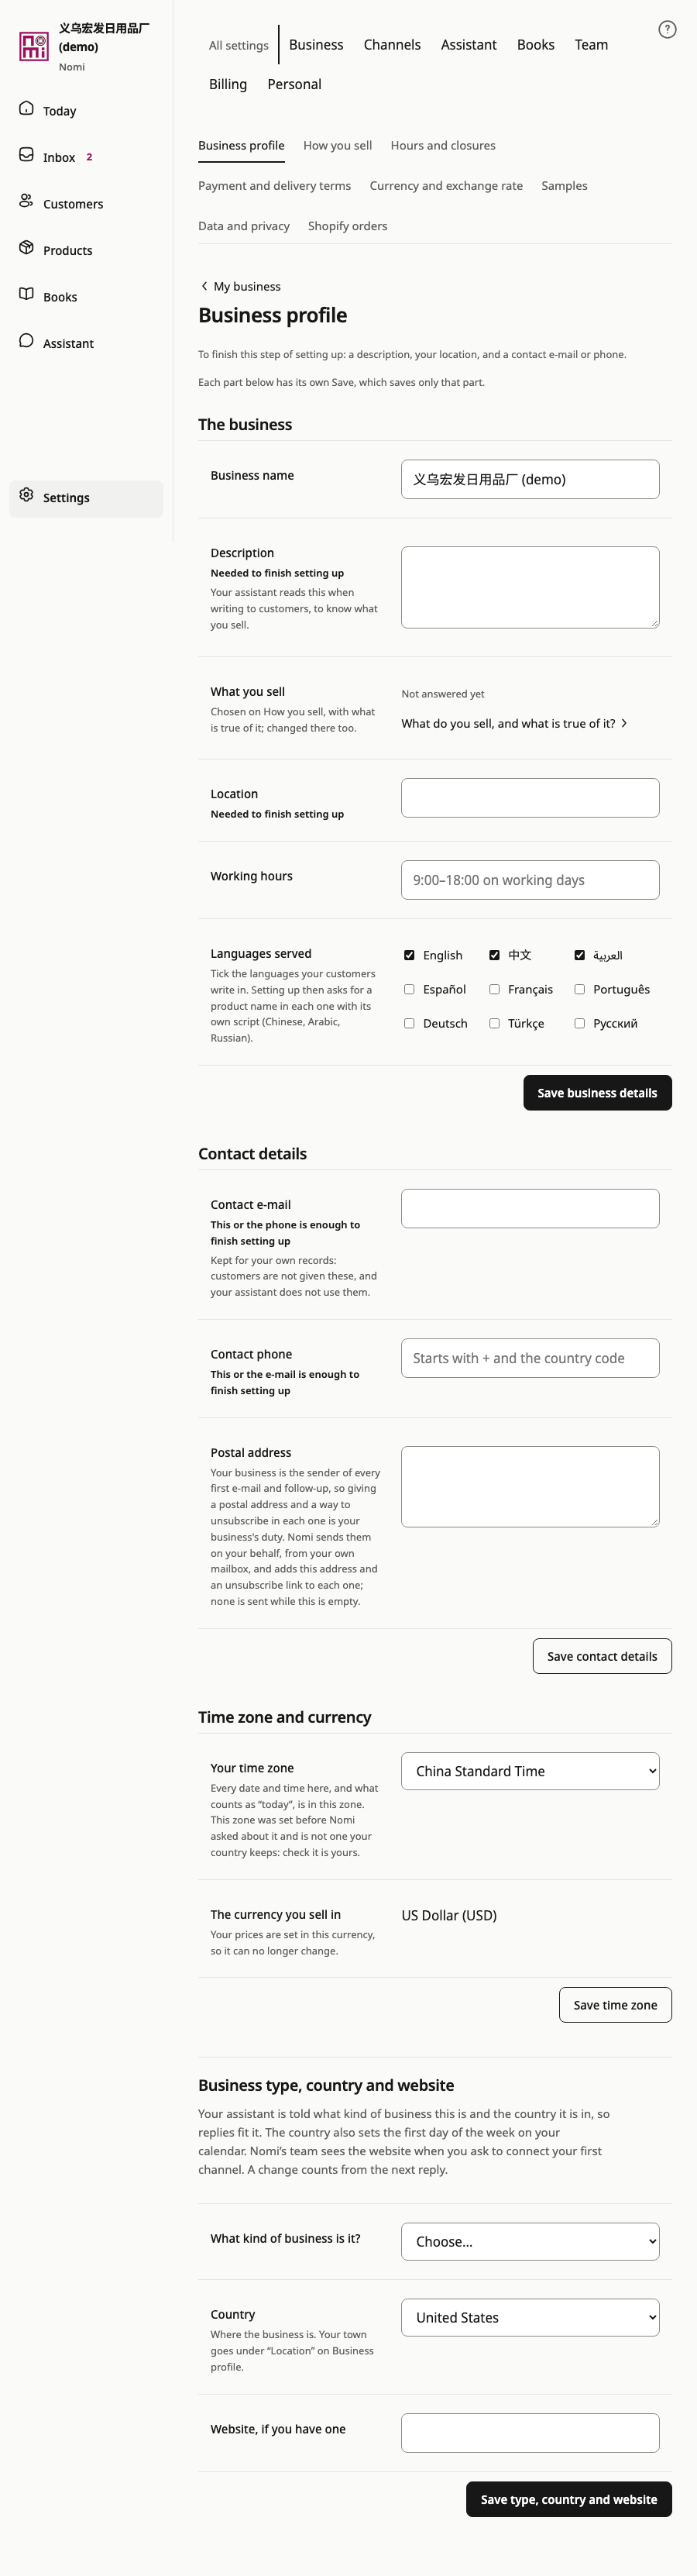 义乌宏发日用品厂
(demo)
Nomi
Today
Inbox 2
Customers
Products
Books
Assistant
Settings
All settings Business Channels Assistant Books Team
Billing Personal
Business profile How you sell Hours and closures
Payment and delivery terms Currency and exchange rate Samples
Data and privacy Shopify orders
My business
Business profile
To finish this step of setting up: a description, your location, and a contact e-mail or phone.
Each part below has its own Save, which saves only that part.
The business
Business name
义乌宏发日用品厂 (demo)
Description
Needed to finish setting up
Your assistant reads this when
writing to customers, to know what
you sell.
What you sell
Chosen on How you sell, with what
is true of it; changed there too.
Not answered yet
What do you sell, and what is true of it?
Location
Needed to finish setting up
Working hours
9:00–18:00 on working days
Languages served
Tick the languages your customers
write in. Setting up then asks for a
product name in each one with its
own script (Chinese, Arabic,
Russian).
English 中文 العربية
Español Français Português
Deutsch Türkçe Русский
Save business details
Contact details
Contact e-mail
This or the phone is enough to
finish setting up
Kept for your own records:
customers are not given these, and
your assistant does not use them.
Contact phone
This or the e-mail is enough to
finish setting up
Starts with + and the country code
Postal address
Your business is the sender of every
first e-mail and follow-up, so giving
a postal address and a way to
unsubscribe in each one is your
business's duty. Nomi sends them
on your behalf, from your own
mailbox, and adds this address and
an unsubscribe link to each one;
none is sent while this is empty.
Save contact details
Time zone and currency
Your time zone
Every date and time here, and what
counts as “today”, is in this zone.
This zone was set before Nomi
asked about it and is not one your
country keeps: check it is yours.
China Standard Time
The currency you sell in
Your prices are set in this currency,
so it can no longer change.
US Dollar (USD)
Save time zone
Business type, country and website
Your assistant is told what kind of business this is and the country it is in, so
replies fit it. The country also sets the first day of the week on your
calendar. Nomi’s team sees the website when you ask to connect your first
channel. A change counts from the next reply.
What kind of business is it?
Choose…
Country
Where the business is. Your town
goes under “Location” on Business
profile.
United States
Website, if you have one
Save type, country and website